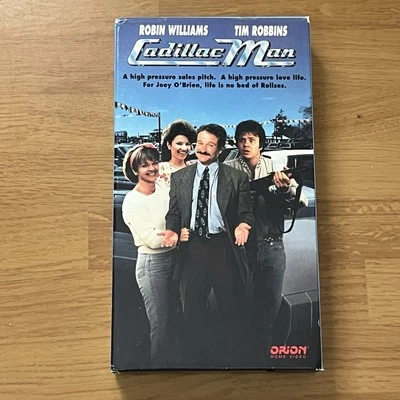 ROBIN WILLIAMS TIM ROBBINS
Cadillac Man
A high pressure sales pitch. A high pressure love life.
For Joey O'Brien, life is no bed of Rollses.
ORION
HOME VIDEO